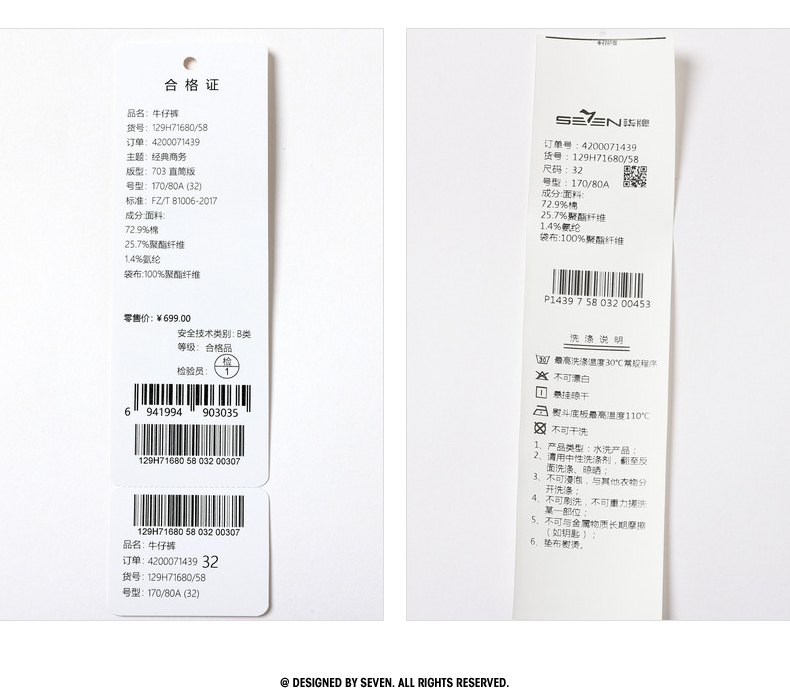 合格证
品名：牛仔裤
货号：129H71680/58
订单：4200071439
主题：经典商务
版型：703 直筒版
号型：170/80A (32)
标准：FZ/T 81006-2017
成分:面料:
72.9%棉
25.7%聚酯纤维
1.4%氨纶
袋布:100%聚酯纤维
零售价：￥699.00
安全技术类别：B类
等级：合格品
检验员：检 1
6 941994 903035
129H71680 58 032 00307
129H71680 58 032 00307
品名：牛仔裤
订单：4200071439 32
货号：129H71680/58
号型：170/80A (32)
SEVEN 柒牌
订单号：4200071439
货号：129H71680/58
尺码：32
号型：170/80A
成分:面料:
72.9%棉
25.7%聚酯纤维
1.4%氨纶
袋布:100%聚酯纤维
P1439 7 58 032 00453
洗涤说明
30 最高洗涤温度30℃常规程序
不可漂白
悬挂晾干
熨斗底板最高温度110℃
不可干洗
1、产品类型：水洗产品；
2、请用中性洗涤剂，翻至反
面洗涤、晾晒；
3、不可浸泡，与其他衣物分
开洗涤；
4、不可刷洗，不可重力搓洗
某一部位；
5、不可与金属物质长期摩擦
（如钥匙）；
6、垫布熨烫。
@ DESIGNED BY SEVEN. ALL RIGHTS RESERVED.